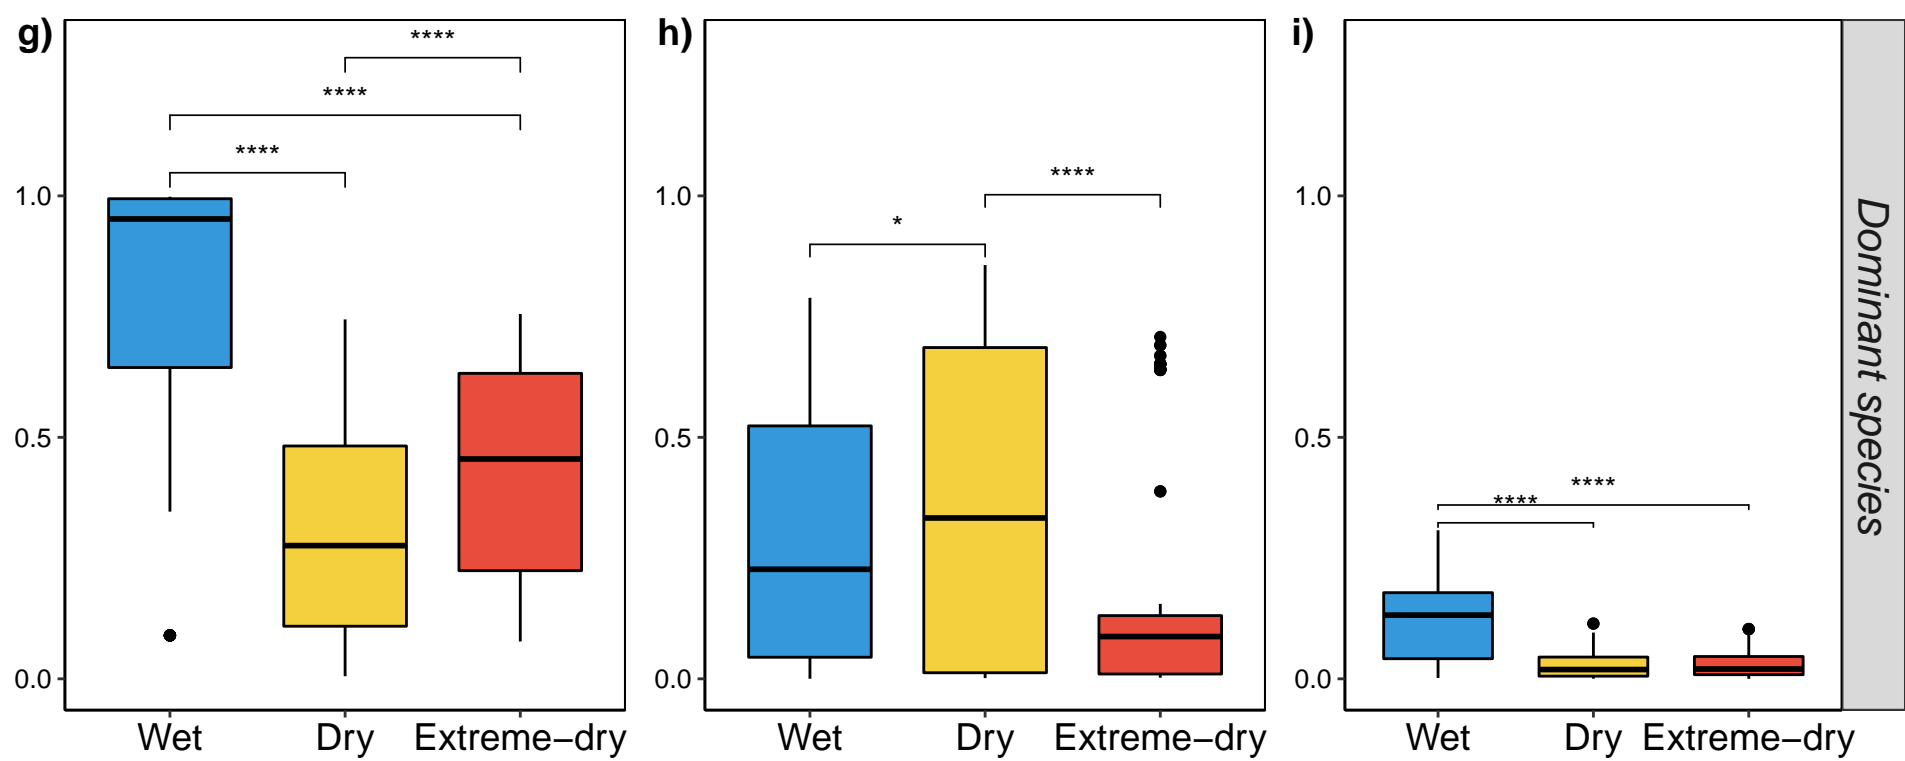 g)
****
****
****
1.0
0.5
0.0
Wet Dry Extreme−dry
h)
****
*
1.0
0.5
0.0
Wet Dry Extreme−dry
i)
1.0
0.5
****
****
0.0
Wet Dry Extreme−dry
Dominant species